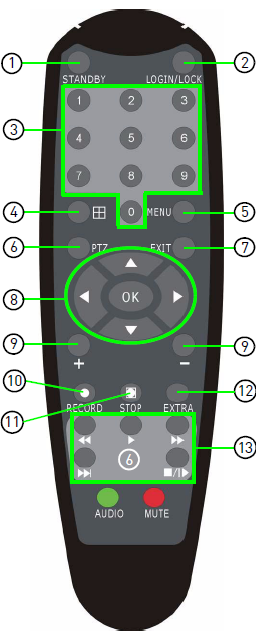 1 2
STANDBY LOGIN/LOCK
3
1 2 3
4 5 6
7 8 9
4 0 MENU 5
6 PTZ EXIT 7
8 OK
9 + − 9
10 12
11 RECORD STOP EXTRA
13
6
AUDIO MUTE